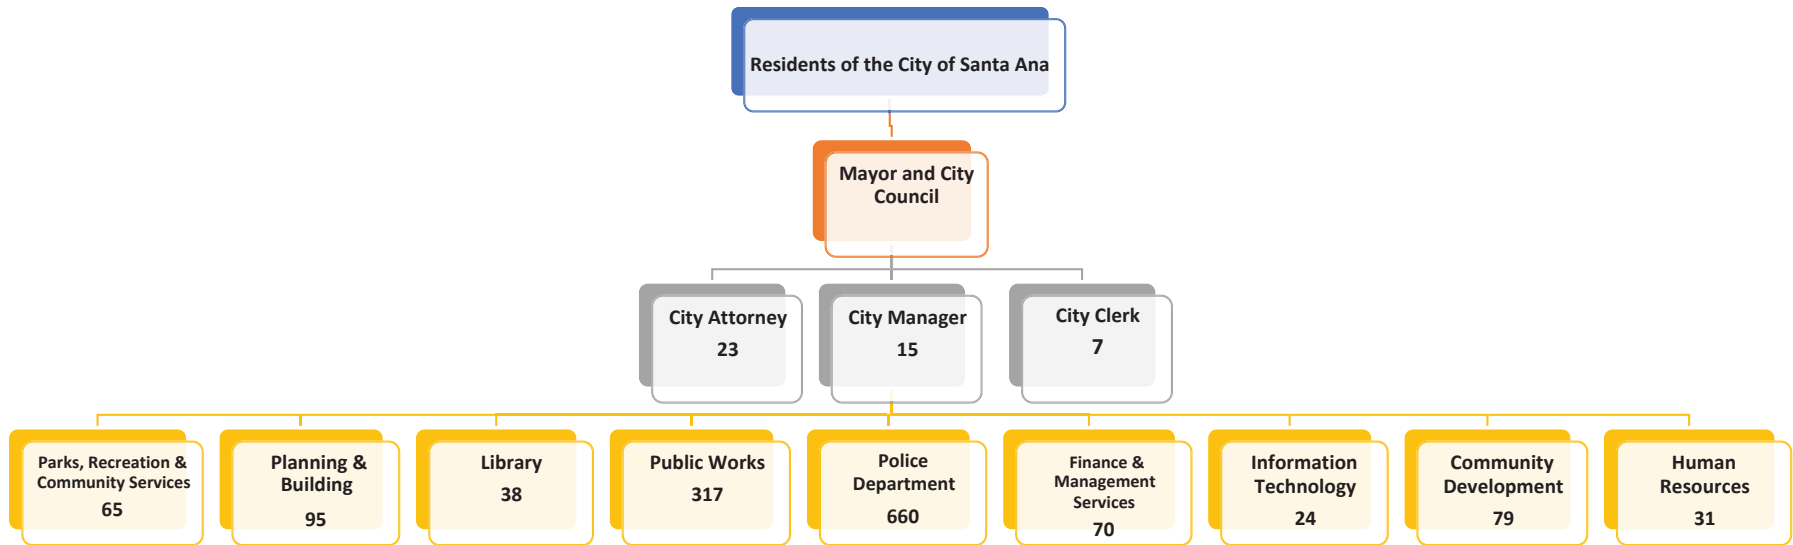 Residents of the City of Santa Ana
Mayor and City
Council
City Attorney
23
City Manager
15
City Clerk
7
Parks, Recreation &
Community Services
65
Planning &
Building
95
Library
38
Public Works
317
Police
Department
660
Finance &
Management
Services
70
Information
Technology
24
Community
Development
79
Human
Resources
31